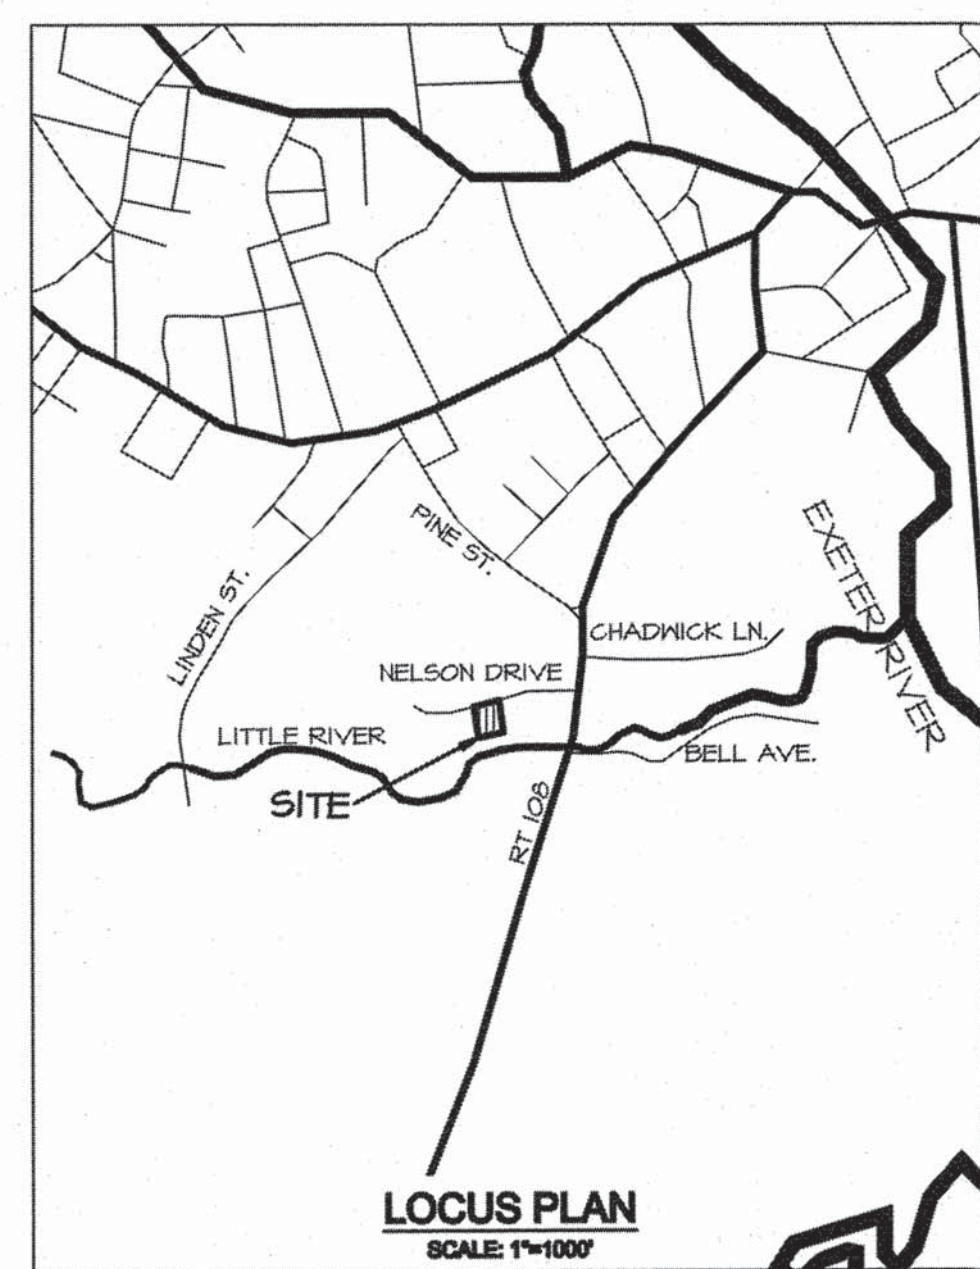 PINE ST.
LINDEN ST.
EXETER RIVER
CHADWICK LN.
NELSON DRIVE
LITTLE RIVER
BELL AVE.
SITE
RT 108
LOCUS PLAN
SCALE: 1"=1000'